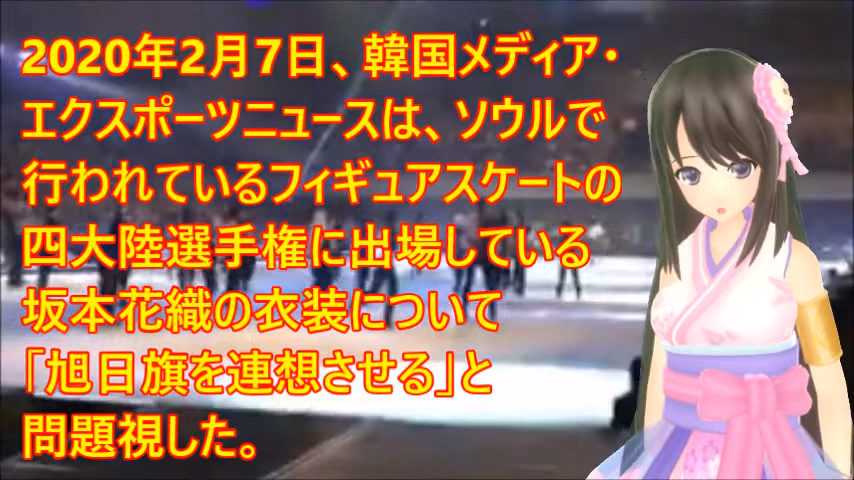 2020年2月7日、韓国メディア・
エクスポーツニュースは、ソウルで
行われているフィギュアスケートの
四大陸選手権に出場している
坂本花織の衣装について
「旭日旗を連想させる」と
問題視した。